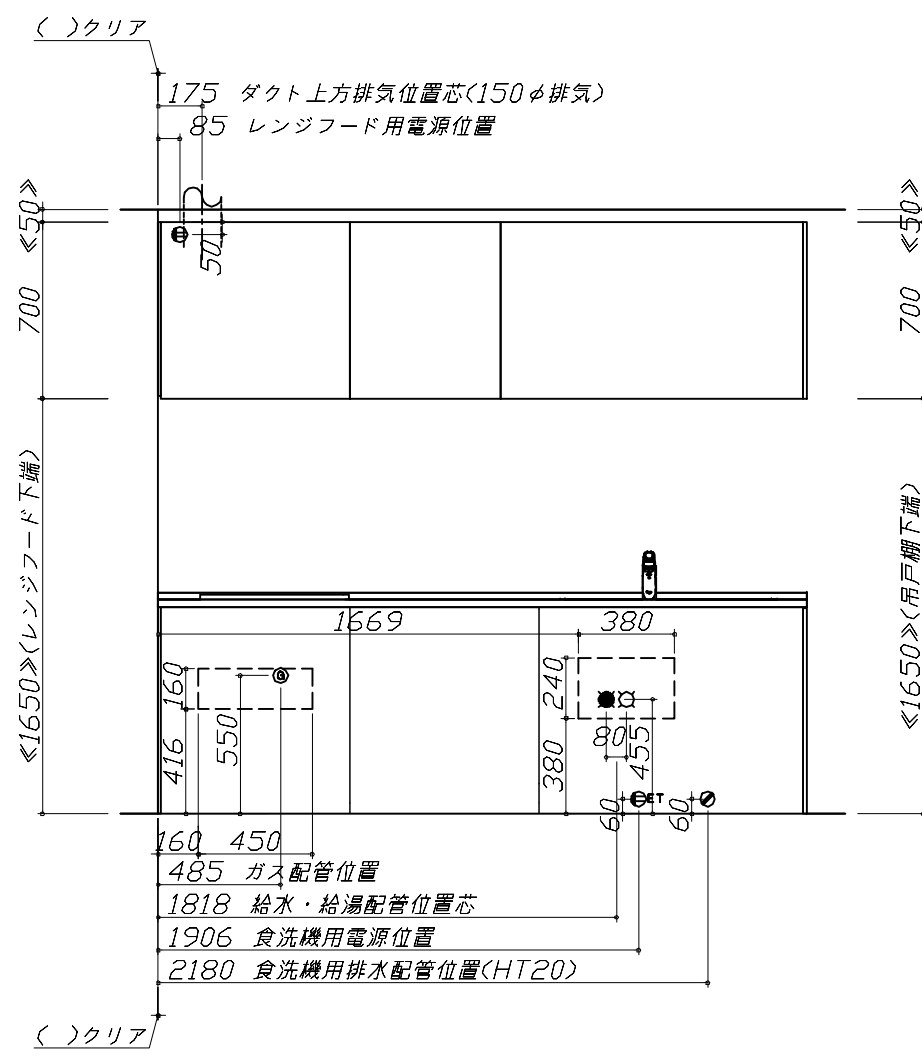 ( )クリア
175 ダクト上方排気位置芯(150φ排気)
85 レンジフード用電源位置
≪50≫
≪50≫
50
700
700
≪1650≫(レンジフード下端)
≪1650≫(吊戸棚下端)
1669
380
160
240
550
416
80
455
380
60
ET
60
160
450
485 ガス配管位置
1818 給水・給湯配管位置芯
1906 食洗機用電源位置
2180 食洗機用排水配管位置(HT20)
( )クリア